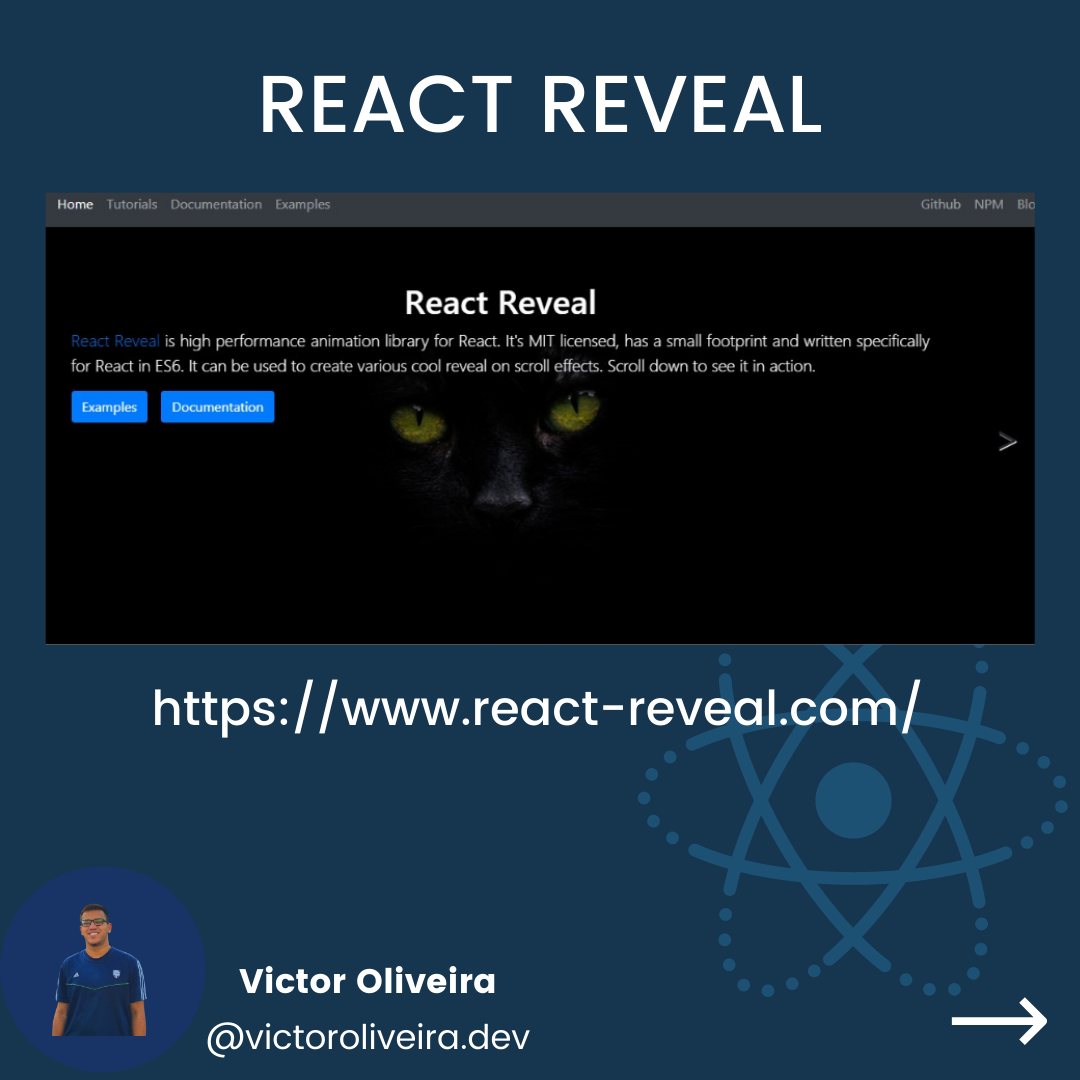 REACT REVEAL
Home Tutorials Documentation Examples Github NPM Blo
React Reveal
React Reveal is high performance animation library for React. It's MIT licensed, has a small footprint and written specifically
for React in ES6. It can be used to create various cool reveal on scroll effects. Scroll down to see it in action.
Examples Documentation
https://www.react-reveal.com/
Victor Oliveira
@victoroliveira.dev